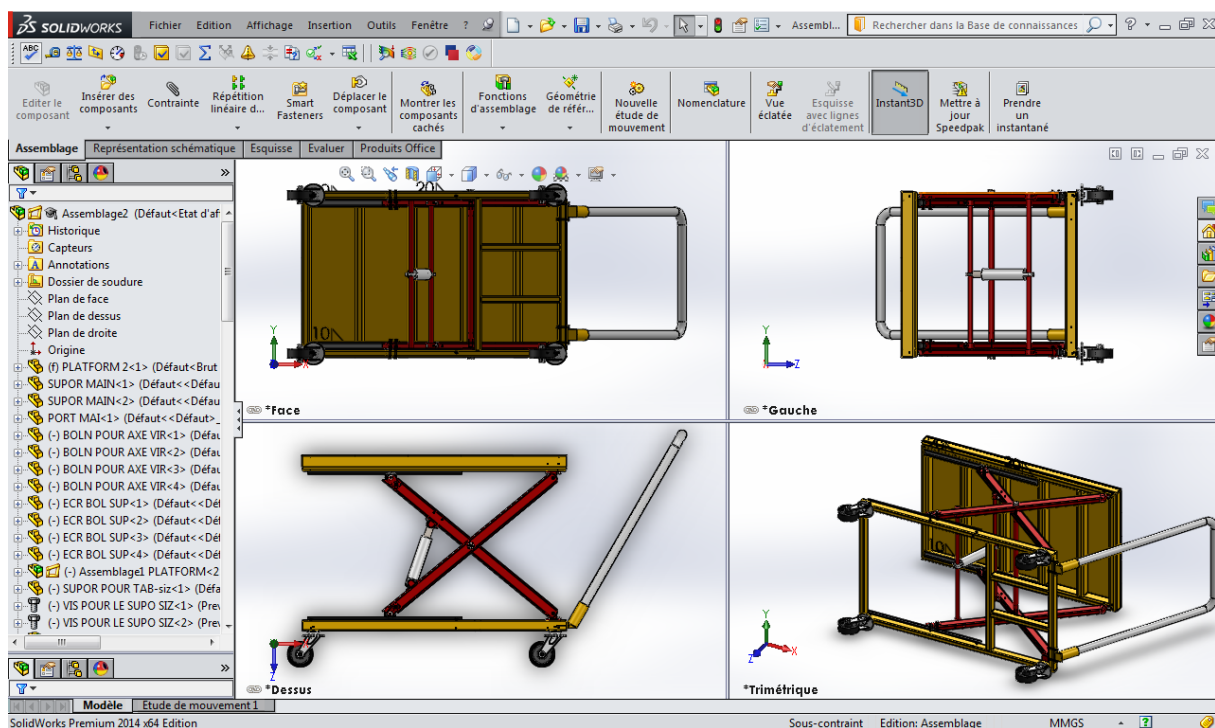 SOLIDWORKS Fichier Edition Affichage Insertion Outils Fenêtre ? Assembl... Rechercher dans la Base de connaissances
ABC
Editer le composant
Insérer des composants
Contrainte
Répétition linéaire d...
Smart Fasteners
Déplacer le composant
Montrer les composants cachés
Fonctions d'assemblage
Géométrie de référ...
Nouvelle étude de mouvement
Nomenclature
Vue éclatée
Esquisse avec lignes d'éclatement
Instant3D
Mettre à jour Speedpak
Prendre un instantané
Assemblage Représentation schématique Esquisse Evaluer Produits Office
Assemblage2 (Défaut<Etat d'af
Historique
Capteurs
Annotations
Dossier de soudure
Plan de face
Plan de dessus
Plan de droite
Origine
(f) PLATFORM 2<1> (Défaut<Brut
SUPOR MAIN<1> (Défaut<<Défau
SUPOR MAIN<2> (Défaut<<Défau
PORT MAI<1> (Défaut<<Défaut>_
(-) BOLN POUR AXE VIR<1> (Défau
(-) BOLN POUR AXE VIR<2> (Défau
(-) BOLN POUR AXE VIR<3> (Défau
(-) BOLN POUR AXE VIR<4> (Défau
(-) ECR BOL SUP<1> (Défaut<<Déf
(-) ECR BOL SUP<2> (Défaut<<Déf
(-) ECR BOL SUP<3> (Défaut<<Déf
(-) ECR BOL SUP<4> (Défaut<<Déf
(-) Assemblage1 PLATFORM<2
(-) SUPOR POUR TAB-siz<1> (Défa
(-) VIS POUR LE SUPO SIZ<1> (Prev
(-) VIS POUR LE SUPO SIZ<2> (Prev
Y
X
*Face
Y
Z
*Gauche
Z
*Dessus
Y
X
Z
*Trimétrique
Modèle Etude de mouvement 1
SolidWorks Premium 2014 x64 Edition Sous-contraint Edition: Assemblage MMGS